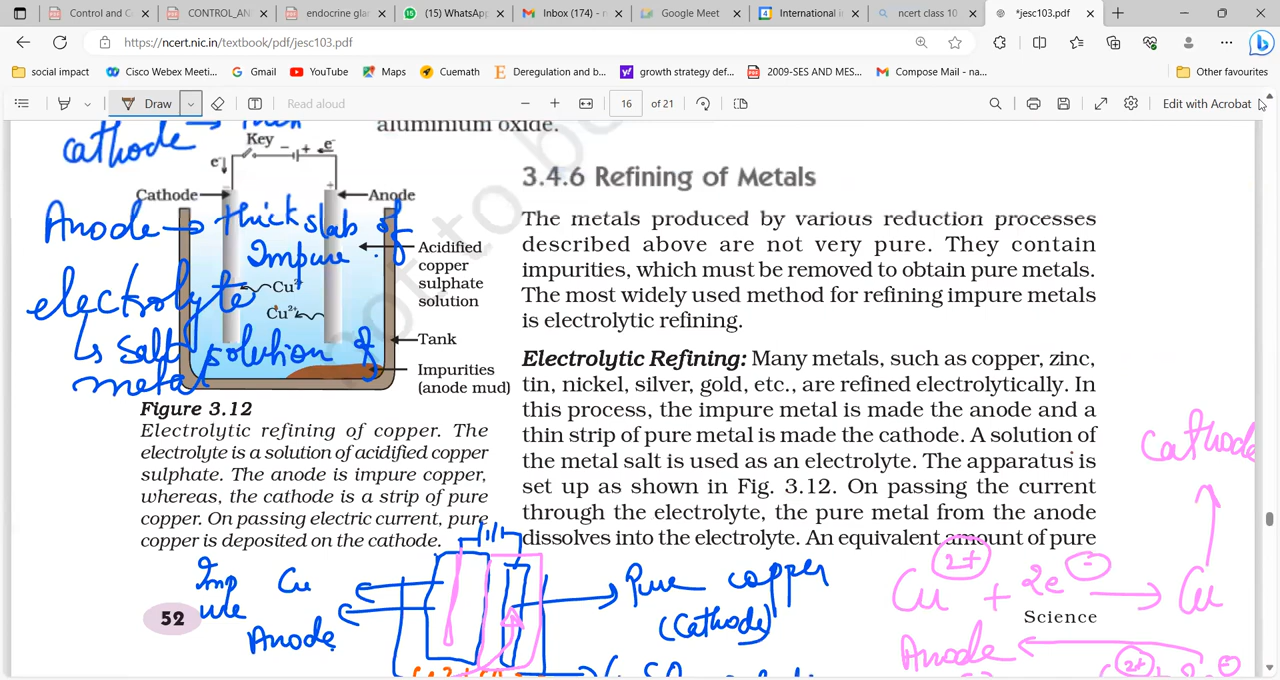 Control and C
CONTROL_AN
endocrine glan
(15) WhatsApp
Inbox (174) - n
Google Meet
International in
ncert class 10
*jesc103.pdf
https://ncert.nic.in/textbook/pdf/jesc103.pdf
social impact
Cisco Webex Meeti...
Gmail
YouTube
Maps
Cuemath
Deregulation and b...
growth strategy def...
2009-SES AND MES...
Compose Mail - na...
Other favourites
Draw
Read aloud
16 of 21
Edit with Acrobat
cathode → thick
aluminium oxide.
Key
e⁻ − + e⁻
Cathode
Anode
Anode → thick slab of
Impure
Acidified
copper
sulphate
solution
electrolyte
↳ Salt solution of
metal
Cu²⁺
Cu²⁺
Tank
Impurities
(anode mud)
Figure 3.12
Electrolytic refining of copper. The
electrolyte is a solution of acidified copper
sulphate. The anode is impure copper,
whereas, the cathode is a strip of pure
copper. On passing electric current, pure
copper is deposited on the cathode.
3.4.6 Refining of Metals
The metals produced by various reduction processes
described above are not very pure. They contain
impurities, which must be removed to obtain pure metals.
The most widely used method for refining impure metals
is electrolytic refining.
Electrolytic Refining: Many metals, such as copper, zinc,
tin, nickel, silver, gold, etc., are refined electrolytically. In
this process, the impure metal is made the anode and a
thin strip of pure metal is made the cathode. A solution of
the metal salt is used as an electrolyte. The apparatus is
set up as shown in Fig. 3.12. On passing the current
through the electrolyte, the pure metal from the anode
dissolves into the electrolyte. An equivalent amount of pure
not to be
Cathode
Imp Cu
ure
Anode
Pure copper
(Cathode)
Cu²⁺ + 2e⁻ → Cu
52
Science
Anode